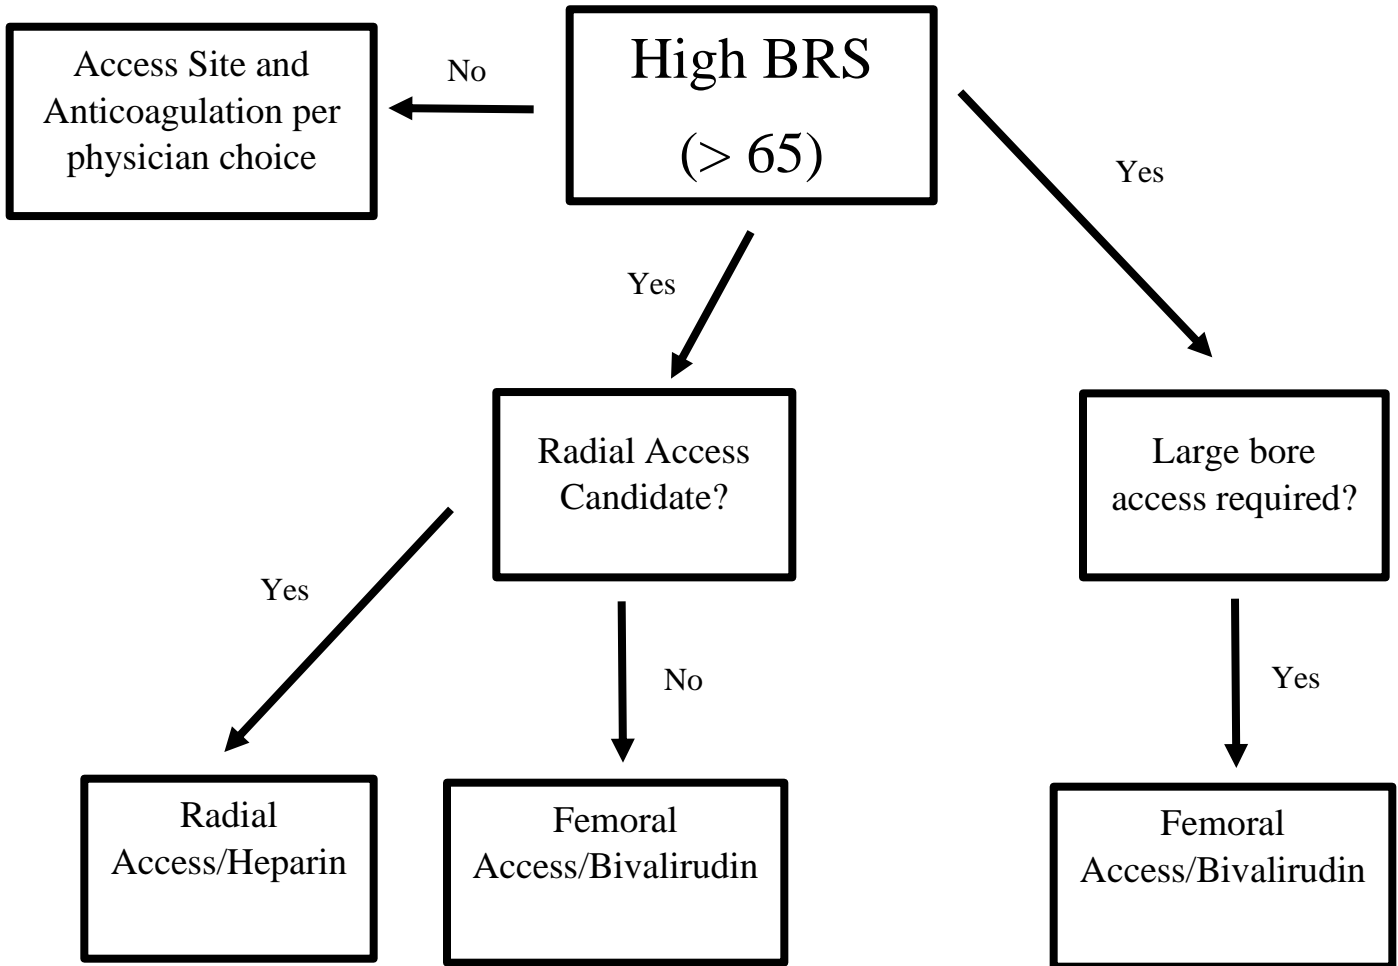 Access Site and
Anticoagulation per
physician choice
No
High BRS
(> 65)
Yes
Yes
Radial Access
Candidate?
Large bore
access required?
Yes
No
Yes
Radial
Access/Heparin
Femoral
Access/Bivalirudin
Femoral
Access/Bivalirudin